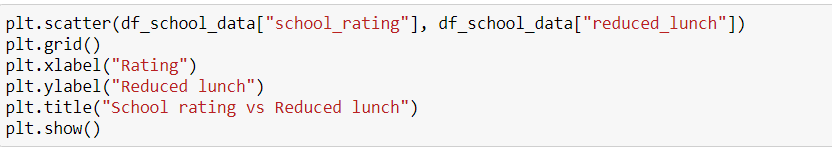 plt.scatter(df_school_data["school_rating"], df_school_data["reduced_lunch"])
plt.grid()
plt.xlabel("Rating")
plt.ylabel("Reduced lunch")
plt.title("School rating vs Reduced lunch")
plt.show()